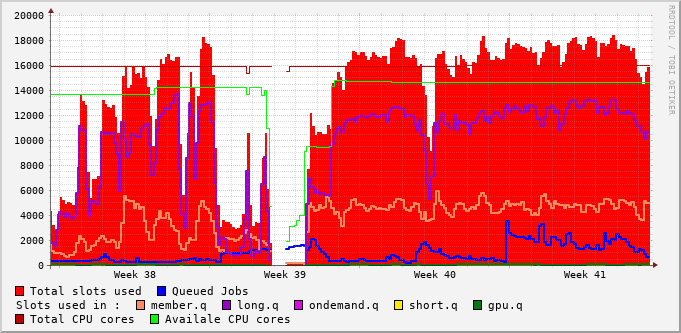 RRDTOOL / TOBI OETIKER
20000
18000
16000
14000
12000
10000
8000
6000
4000
2000
0
Week 38 Week 39 Week 40 Week 41
Total slots used Queued Jobs
Slots used in : member.q long.q ondemand.q short.q gpu.q
Total CPU cores Availale CPU cores